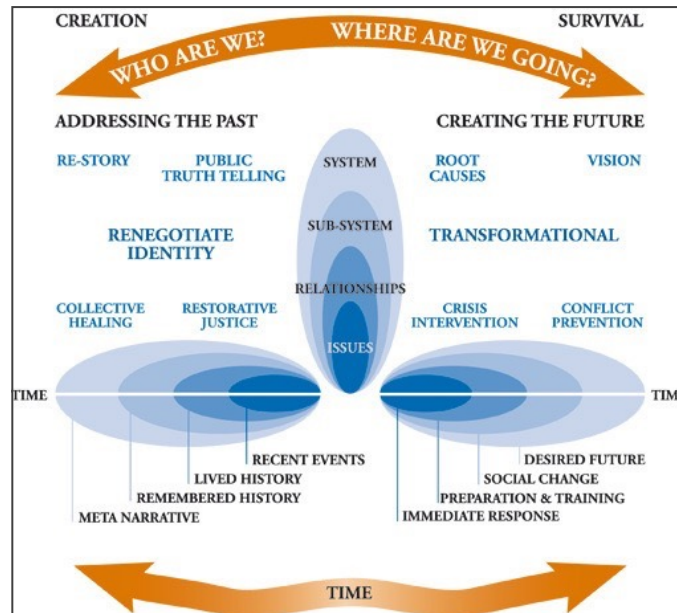 CREATION
SURVIVAL
WHO ARE WE?
WHERE ARE WE GOING?
ADDRESSING THE PAST
CREATING THE FUTURE
RE-STORY
PUBLIC
TRUTH TELLING
SYSTEM
ROOT
CAUSES
VISION
RENEGOTIATE
IDENTITY
SUB-SYSTEM
TRANSFORMATIONAL
COLLECTIVE
HEALING
RESTORATIVE
JUSTICE
RELATIONSHIPS
CRISIS
INTERVENTION
CONFLICT
PREVENTION
ISSUES
TIME
TIM
RECENT EVENTS
LIVED HISTORY
REMEMBERED HISTORY
META NARRATIVE
DESIRED FUTURE
SOCIAL CHANGE
PREPARATION & TRAINING
IMMEDIATE RESPONSE
TIME